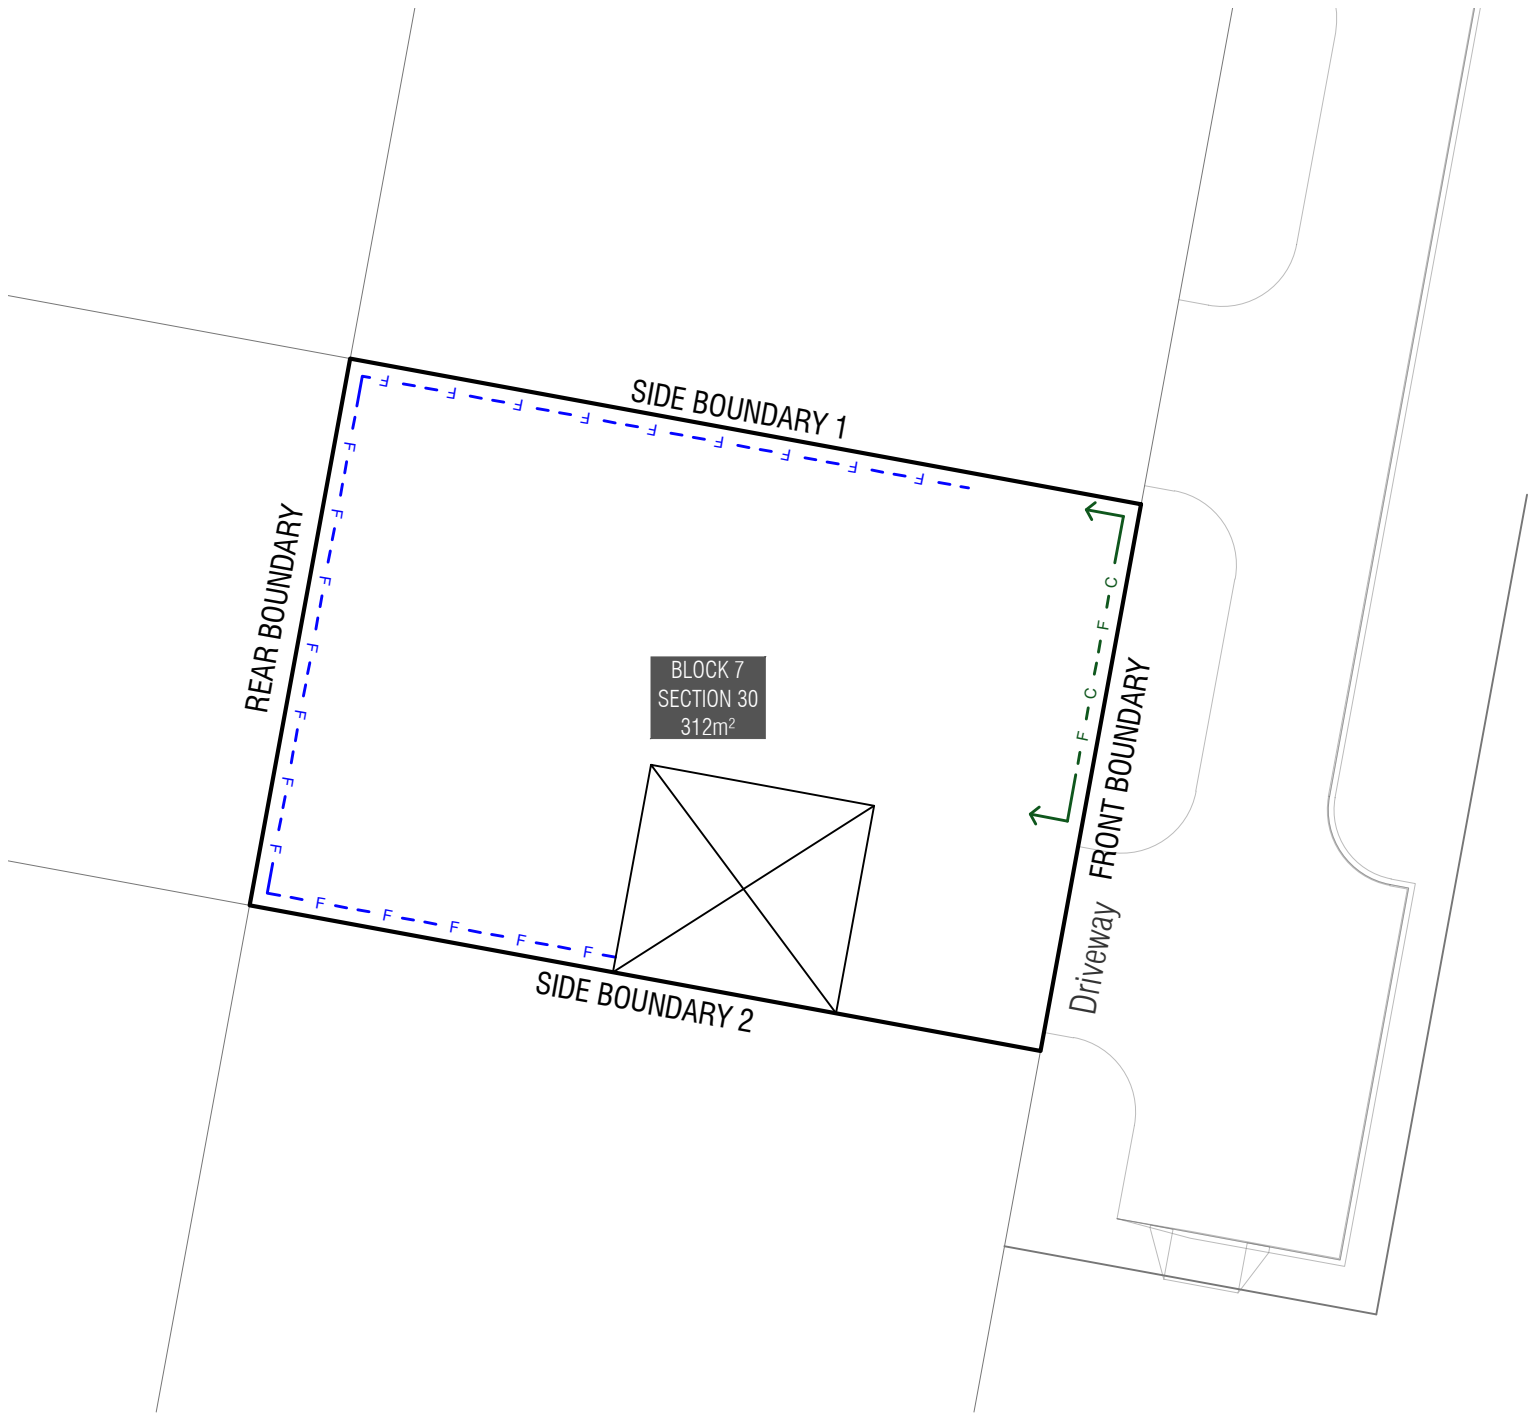 SIDE BOUNDARY 1
F F F F F F F F F
F F F F F F F
REAR BOUNDARY
C F C F
BLOCK 7
SECTION 30
312m²
FRONT BOUNDARY
Driveway
F F F F F
SIDE BOUNDARY 2